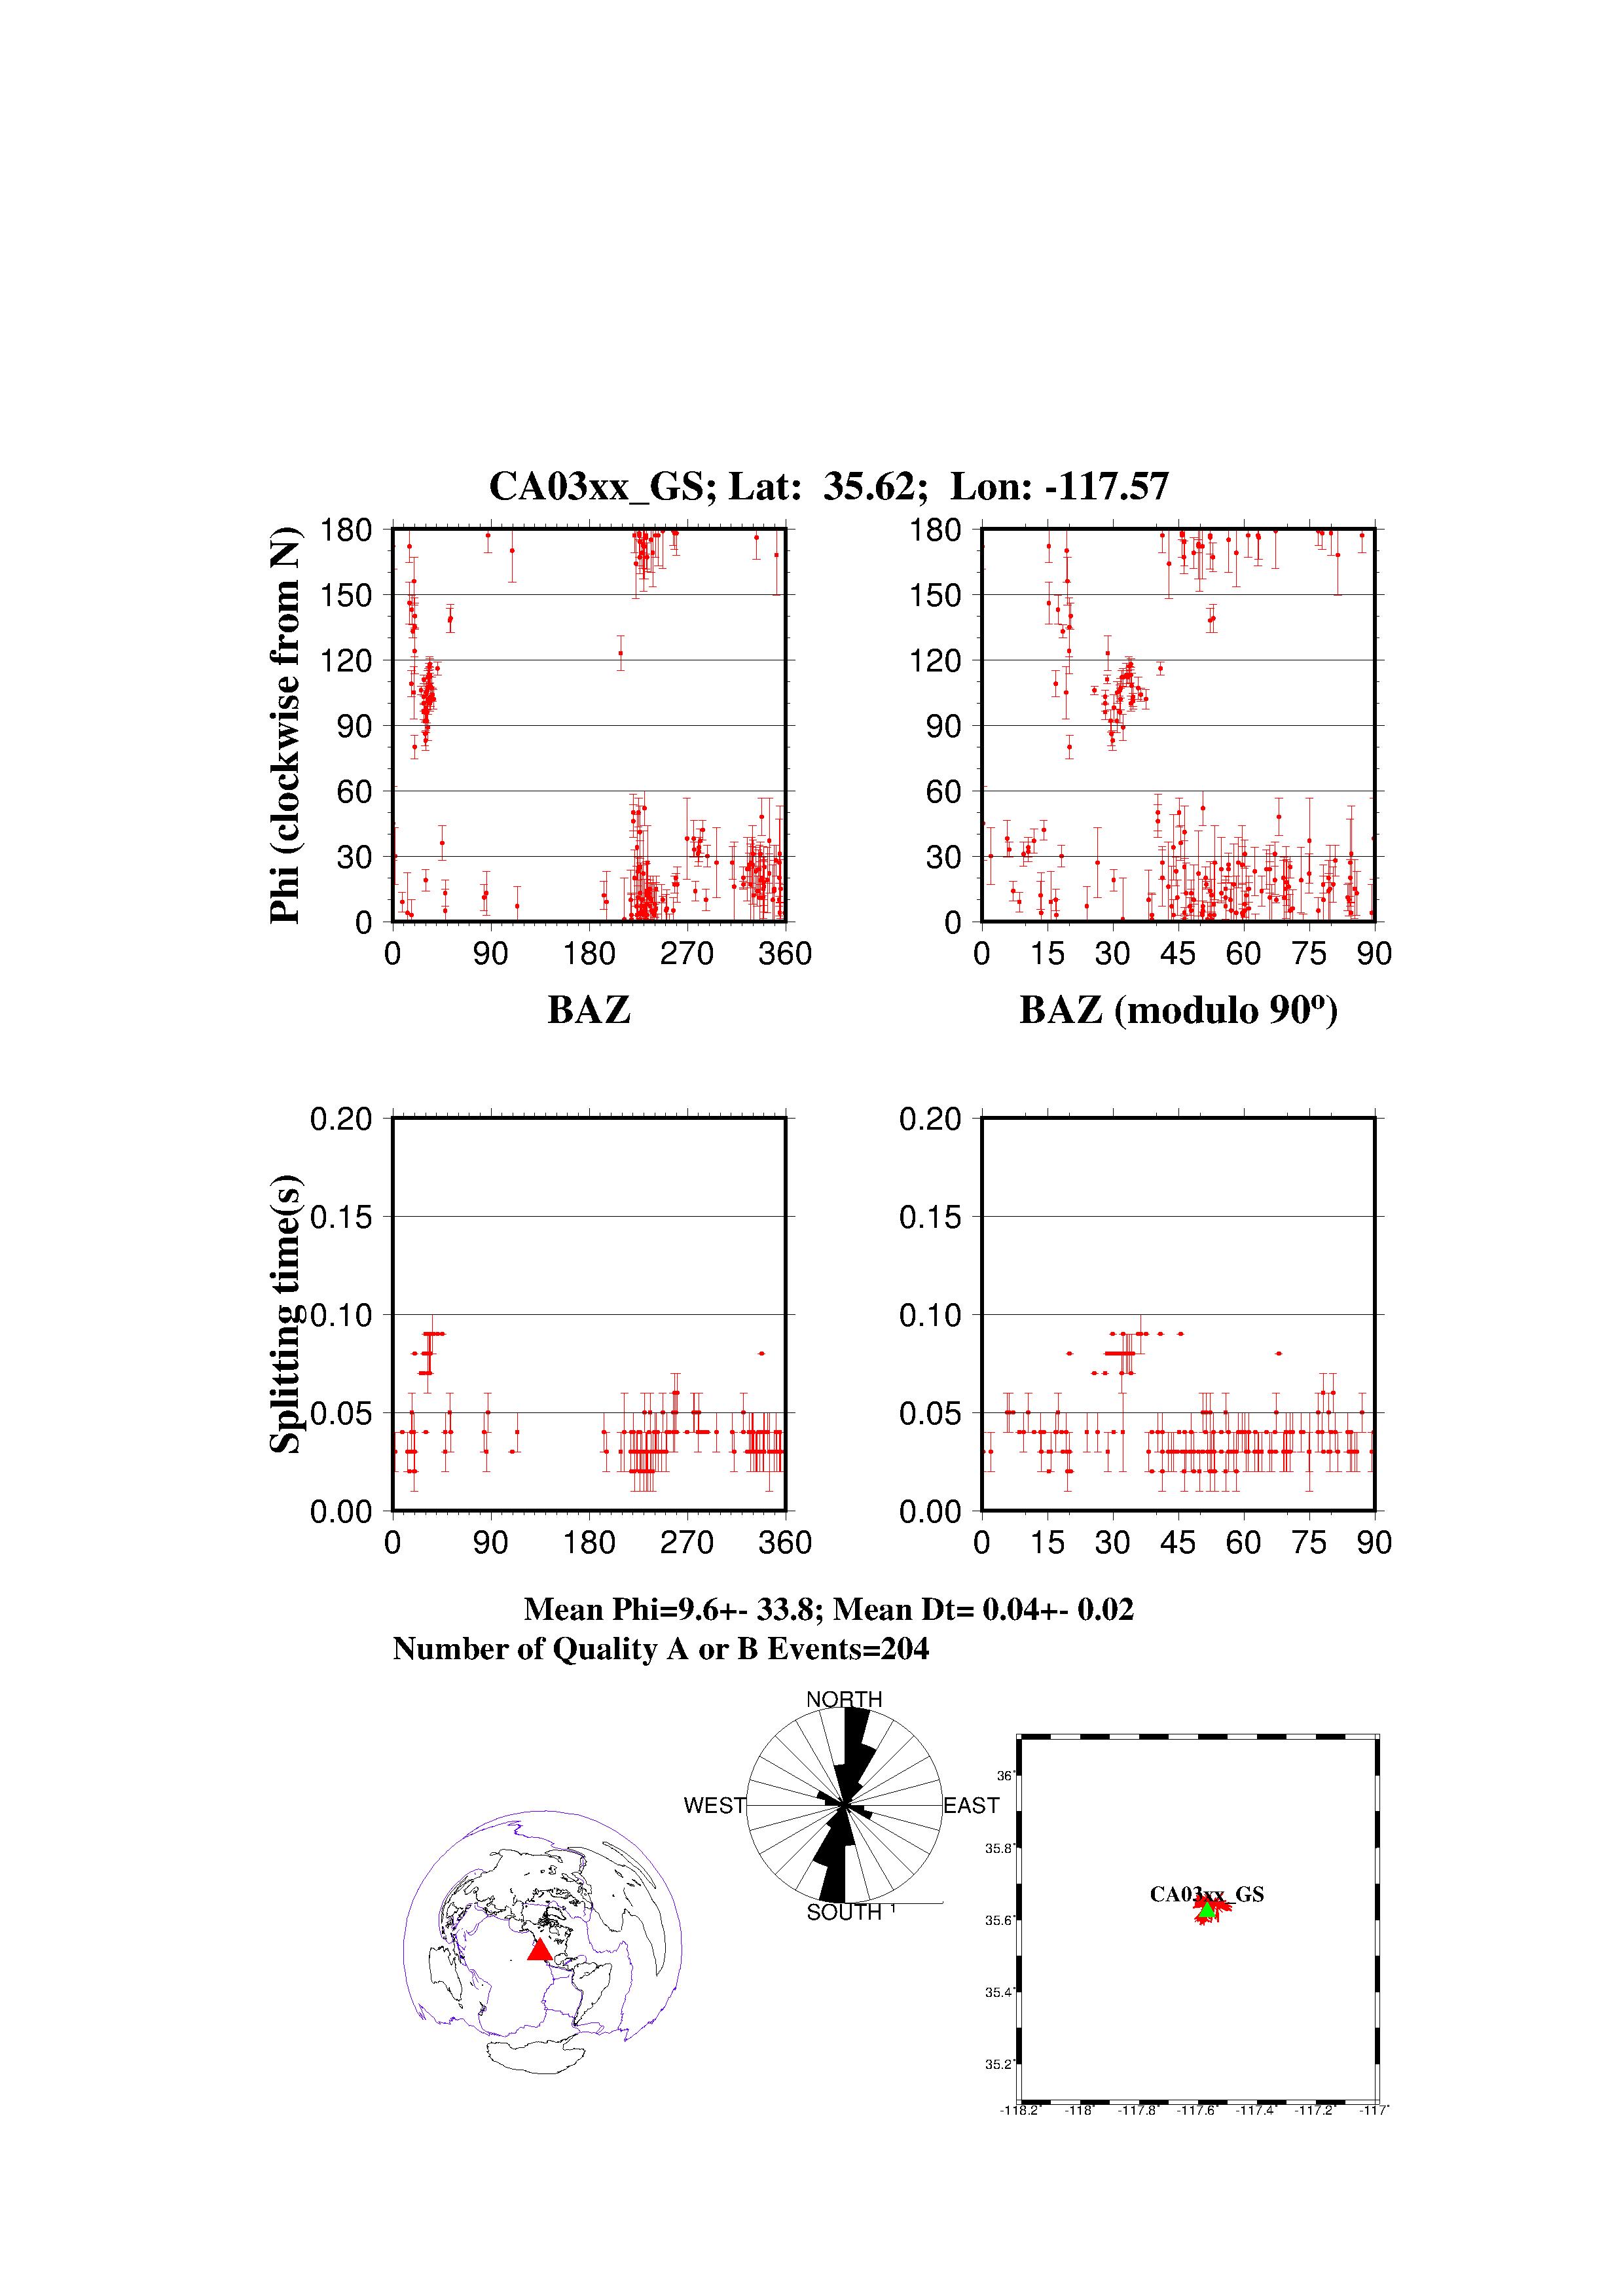 CA03xx_GS; Lat: 35.62; Lon: -117.57
Phi (clockwise from N)
180
150
120
90
60
30
0
0 90 180 270 360
BAZ
180
150
120
90
60
30
0
0 15 30 45 60 75 90
BAZ (modulo 90º)
Splitting time(s)
0.20
0.15
0.10
0.05
0.00
0 90 180 270 360
0.20
0.15
0.10
0.05
0.00
0 15 30 45 60 75 90
Mean Phi=9.6+- 33.8; Mean Dt= 0.04+- 0.02
Number of Quality A or B Events=204
NORTH
WEST
EAST
SOUTH
1
36˚
35.8˚
35.6˚
35.4˚
35.2˚
CA03xx_GS
-118.2˚ -118˚ -117.8˚ -117.6˚ -117.4˚ -117.2˚ -117˚